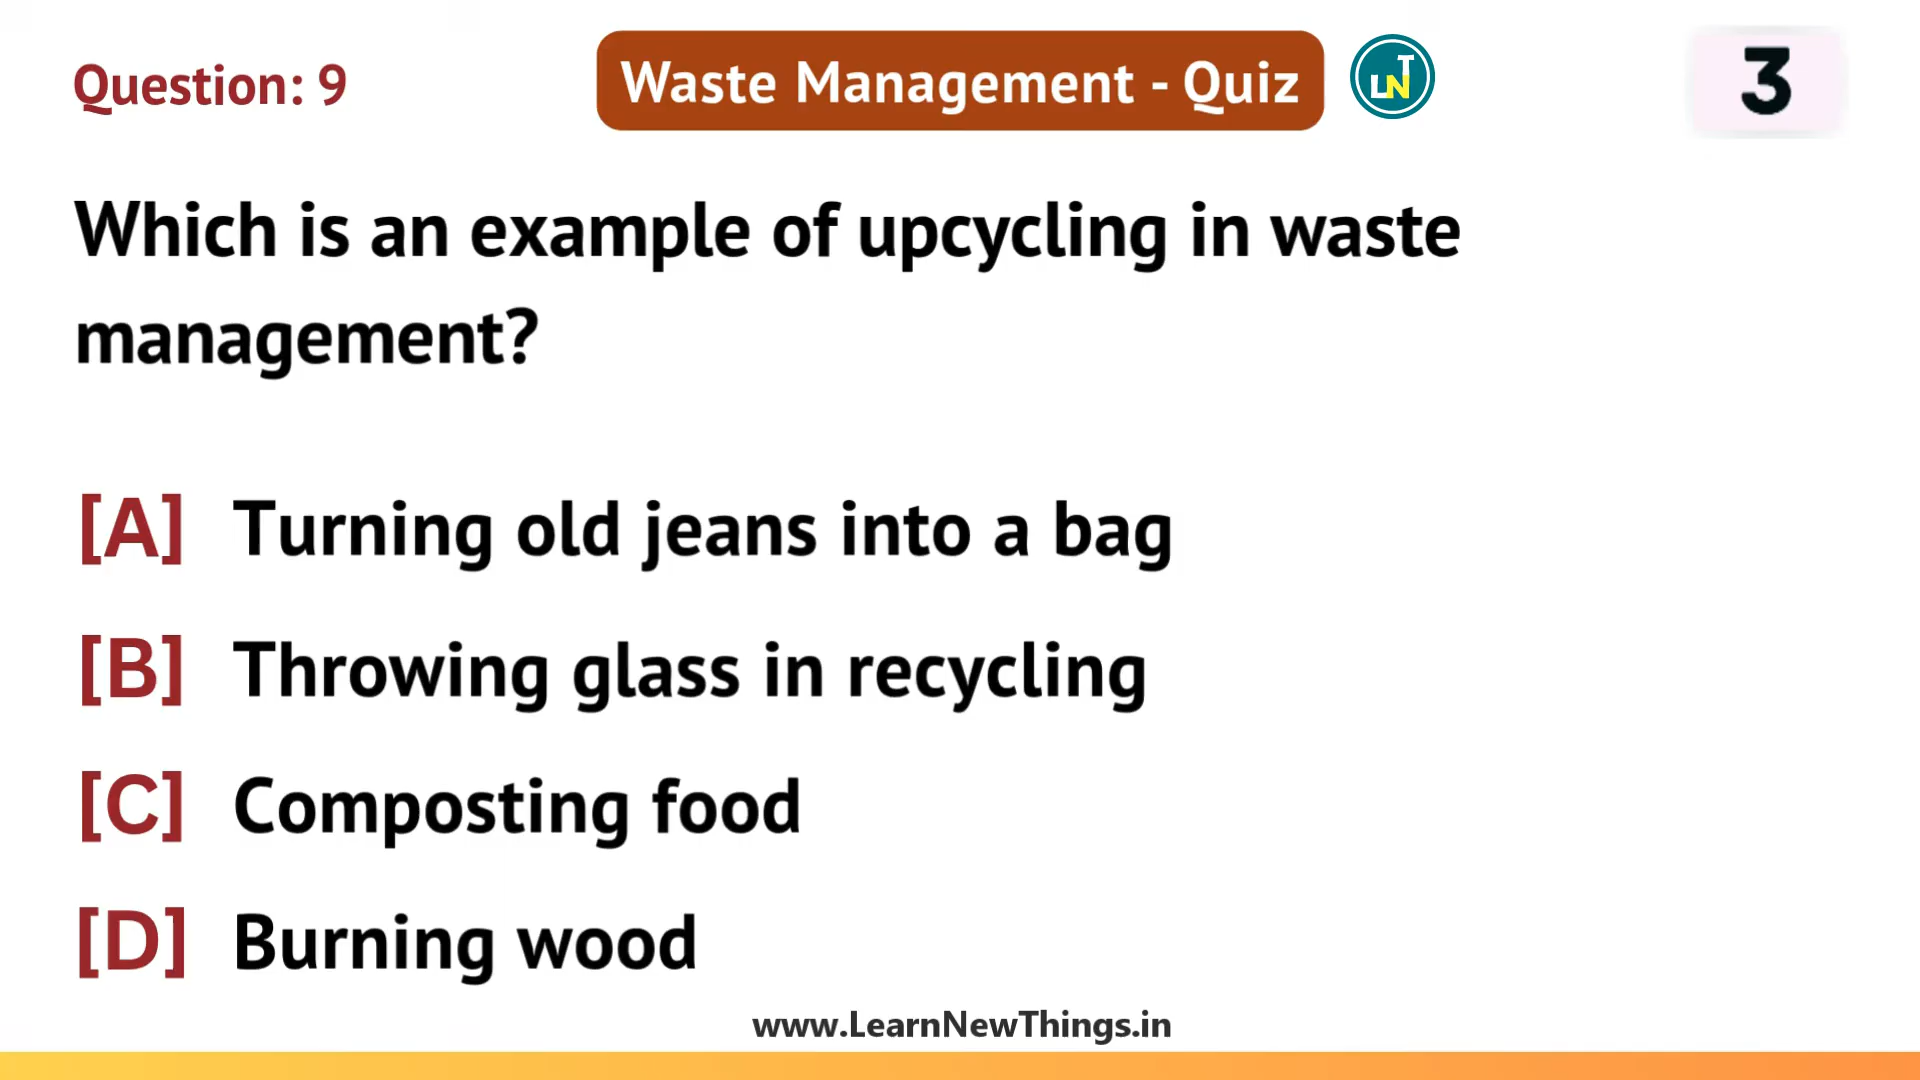 Question: 9
Waste Management - Quiz
LNT
3
Which is an example of upcycling in waste
management?
[A] Turning old jeans into a bag
[B] Throwing glass in recycling
[C] Composting food
[D] Burning wood
www.LearnNewThings.in